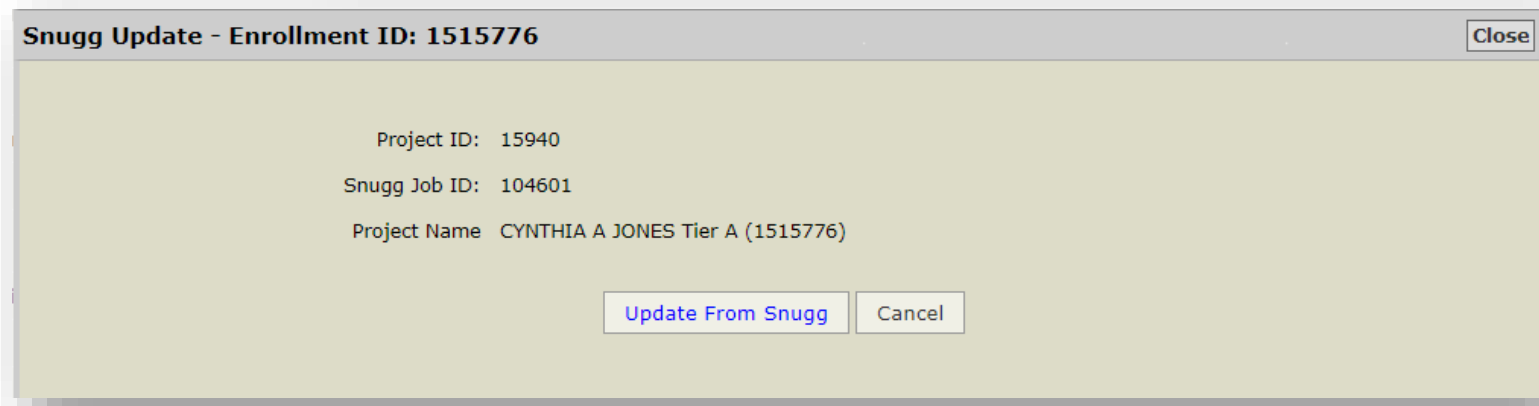 Snugg Update - Enrollment ID: 1515776 Close
Project ID: 15940
Snugg Job ID: 104601
Project Name CYNTHIA A JONES Tier A (1515776)
Update From Snugg Cancel